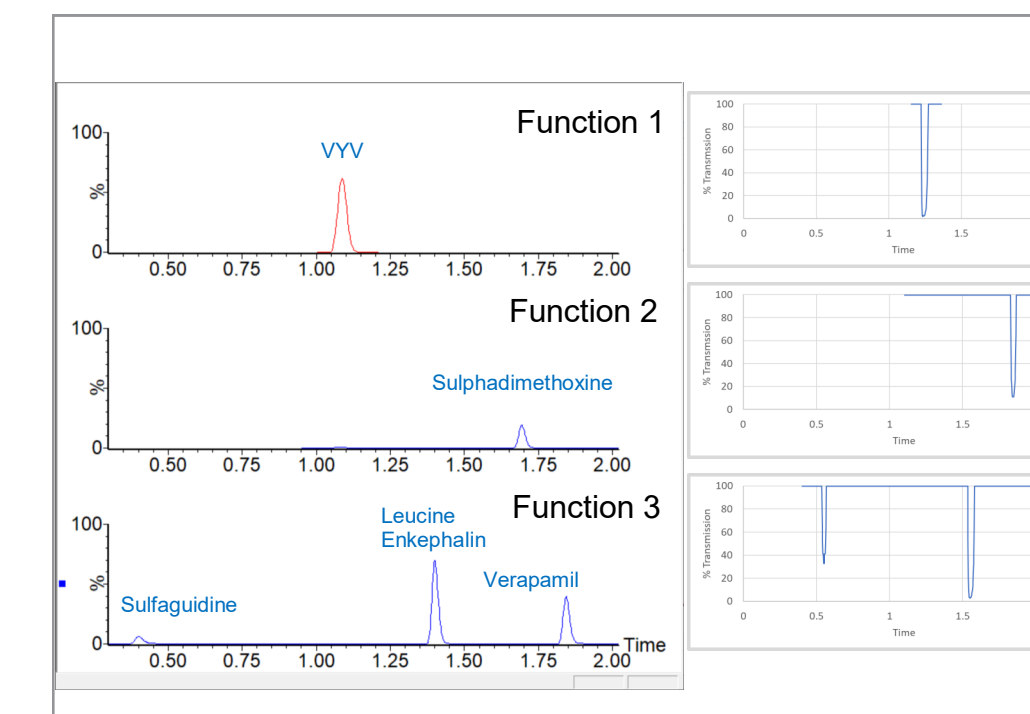 Function 1
100
VYV
%
0
0.50 0.75 1.00 1.25 1.50 1.75 2.00
Function 2
100
Sulphadimethoxine
%
0
0.50 0.75 1.00 1.25 1.50 1.75 2.00
Function 3
100
Leucine
Enkephalin
Verapamil
%
Sulfaguidine
0
Time
0.50 0.75 1.00 1.25 1.50 1.75 2.00
100
80
60
40
20
0
% Transmssion
0 0.5 1 1.5
Time
100
80
60
40
20
0
% Transmssion
0 0.5 1 1.5
Time
100
80
60
40
20
0
% Transmission
0 0.5 1 1.5
Time